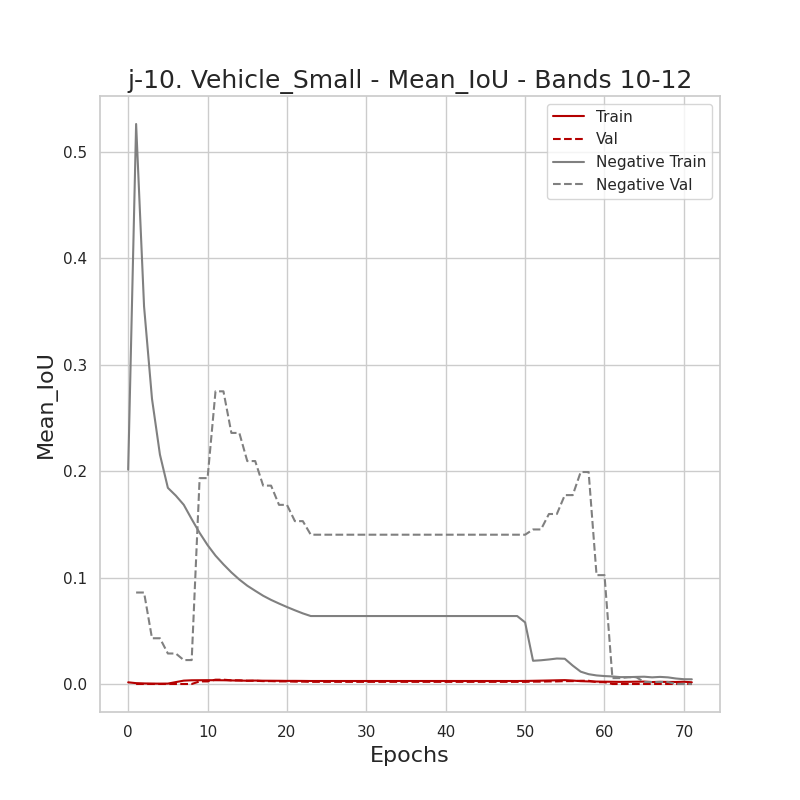 j-10. Vehicle_Small - Mean_IoU - Bands 10-12
Train
Val
Negative Train
Negative Val
Mean_IoU
0.5
0.4
0.3
0.2
0.1
0.0
0 10 20 30 40 50 60 70
Epochs